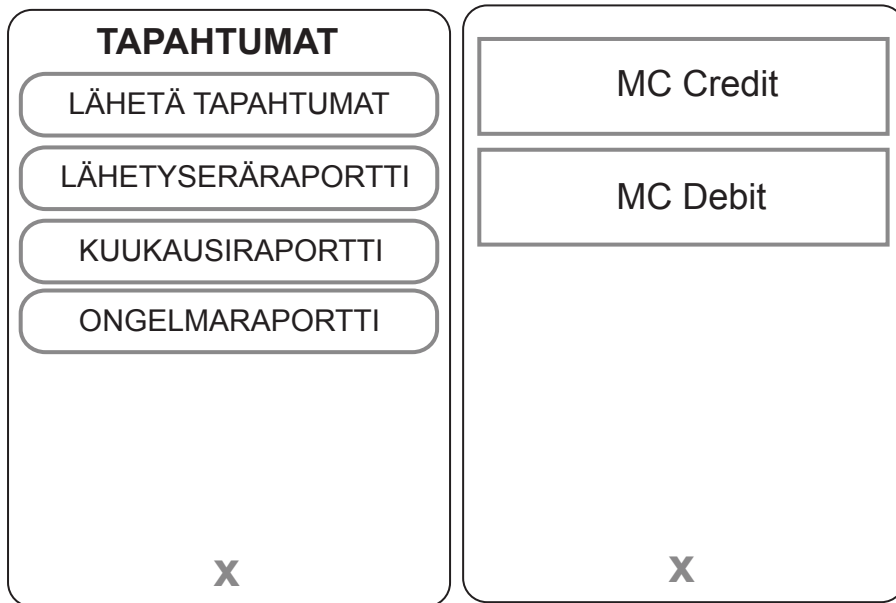 TAPAHTUMAT
LÄHETÄ TAPAHTUMAT
LÄHETYSERÄRAPORTTI
KUUKAUSIRAPORTTI
ONGELMARAPORTTI
X
MC Credit
MC Debit
X